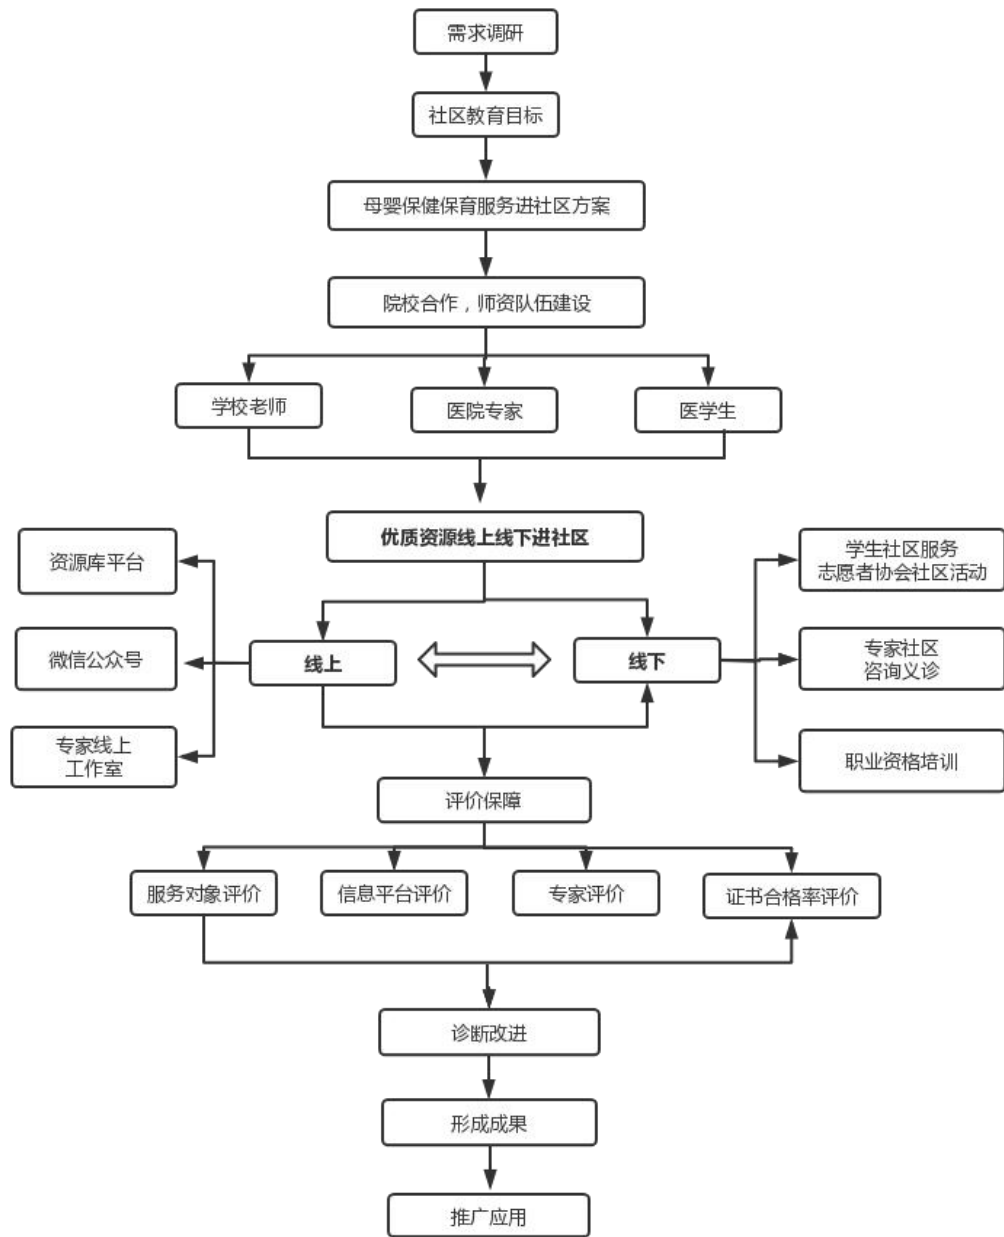 需求调研
社区教育目标
母婴保健保育服务进社区方案
院校合作，师资队伍建设
学校老师
医院专家
医学生
优质资源线上线下进社区
资源库平台
微信公众号
专家线上
工作室
线上
线下
学生社区服务
志愿者协会社区活动
专家社区
咨询义诊
职业资格培训
评价保障
服务对象评价
信息平台评价
专家评价
证书合格率评价
诊断改进
形成成果
推广应用